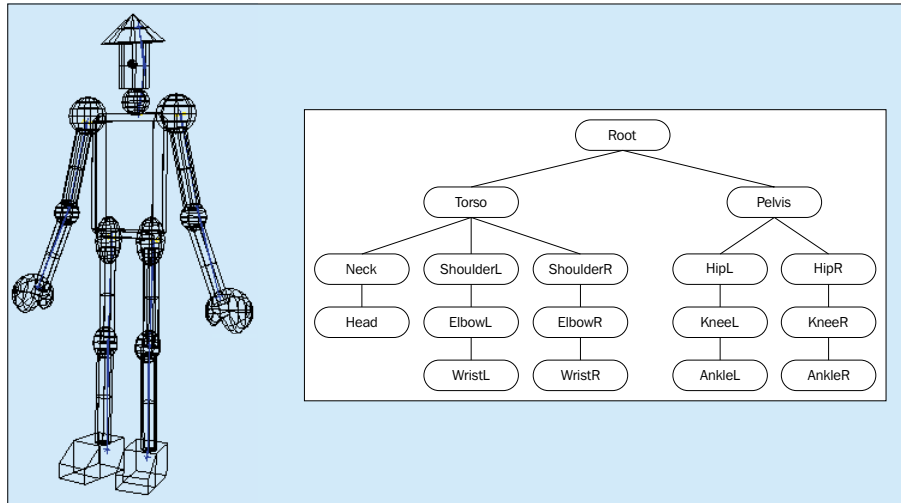 Root
Torso Pelvis
Neck ShoulderL ShoulderR HipL HipR
Head ElbowL ElbowR KneeL KneeR
WristL WristR AnkleL AnkleR